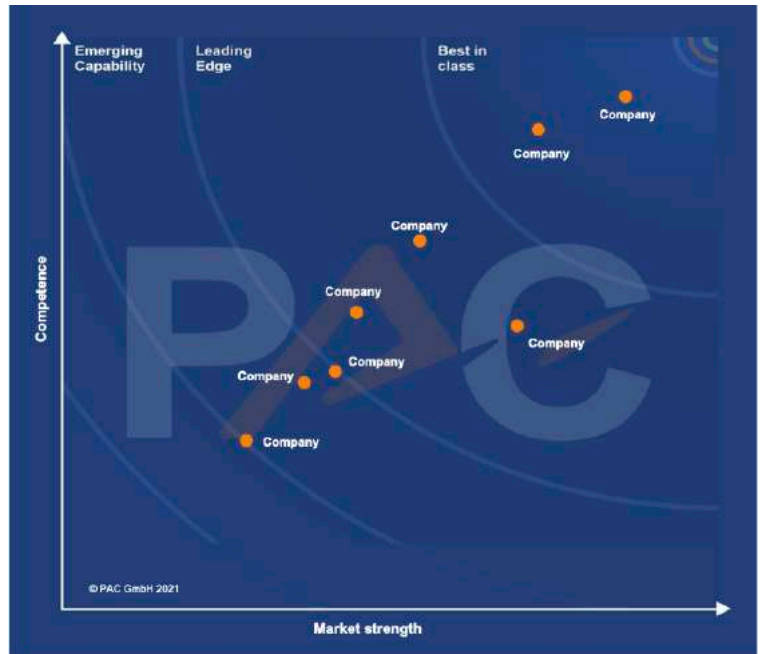 Emerging
Capability
Leading
Edge
Best in
class
Company
Company
Company
Company
Company
Company
Company
Company
PAC
Competence
© PAC GmbH 2021
Market strength